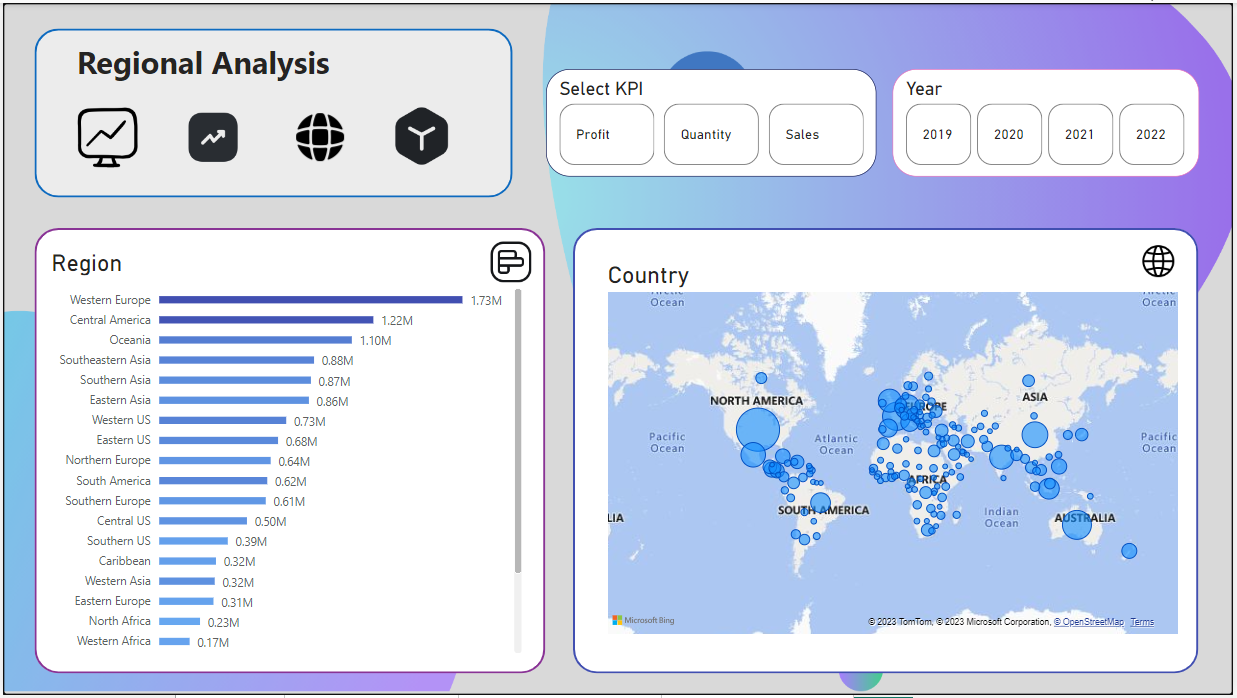 Regional Analysis
Select KPI
Profit
Quantity
Sales
Year
2019
2020
2021
2022
Region
Western Europe 1.73M
Central America 1.22M
Oceania 1.10M
Southeastern Asia 0.88M
Southern Asia 0.87M
Eastern Asia 0.86M
Western US 0.73M
Eastern US 0.68M
Northern Europe 0.64M
South America 0.62M
Southern Europe 0.61M
Central US 0.50M
Southern US 0.39M
Caribbean 0.32M
Western Asia 0.32M
Eastern Europe 0.31M
North Africa 0.23M
Western Africa 0.17M
Country
Arctic
Ocean
Arctic
Ocean
NORTH AMERICA
EUROPE
ASIA
Pacific
Ocean
Atlantic
Ocean
Pacific
Ocean
AFRICA
SOUTH AMERICA
Indian
Ocean
LIA
AUSTRALIA
Microsoft Bing
© 2023 TomTom, © 2023 Microsoft Corporation, © OpenStreetMap Terms